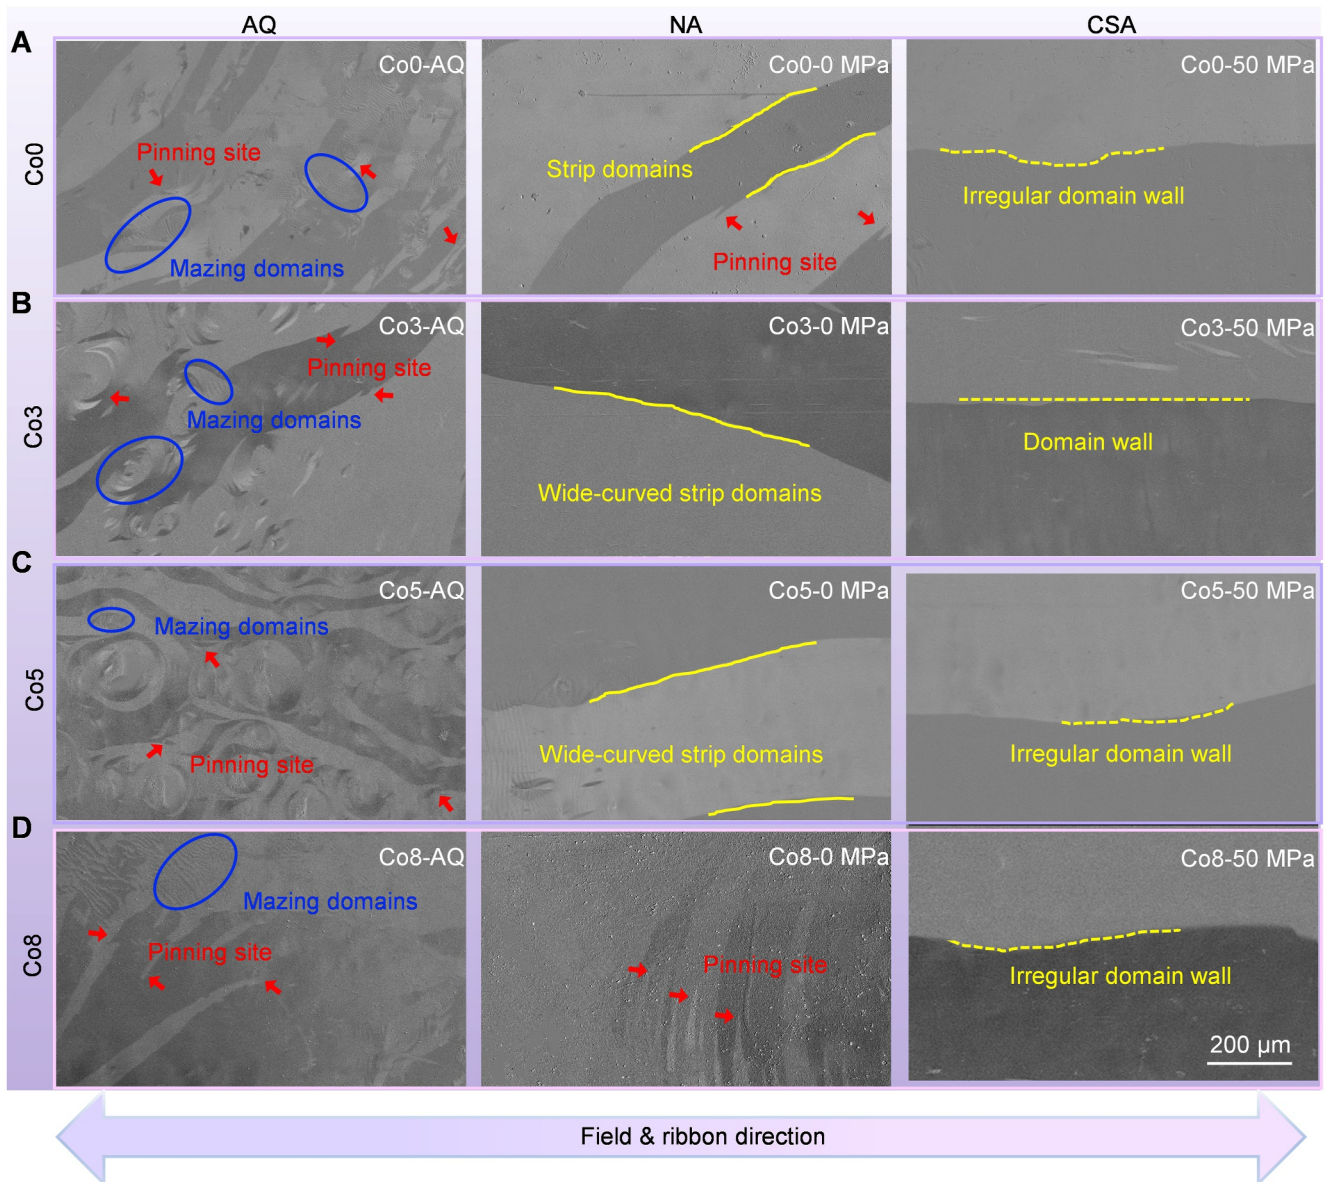 AQ NA CSA
A
Co0
Co0-AQ
Pinning site
Mazing domains
Co0-0 MPa
Strip domains
Pinning site
Co0-50 MPa
Irregular domain wall
B
Co3
Co3-AQ
Pinning site
Mazing domains
Co3-0 MPa
Wide-curved strip domains
Co3-50 MPa
Domain wall
C
Co5
Co5-AQ
Mazing domains
Pinning site
Co5-0 MPa
Wide-curved strip domains
Co5-50 MPa
Irregular domain wall
D
Co8
Co8-AQ
Mazing domains
Pinning site
Co8-0 MPa
Pinning site
Co8-50 MPa
Irregular domain wall
200 µm
Field & ribbon direction